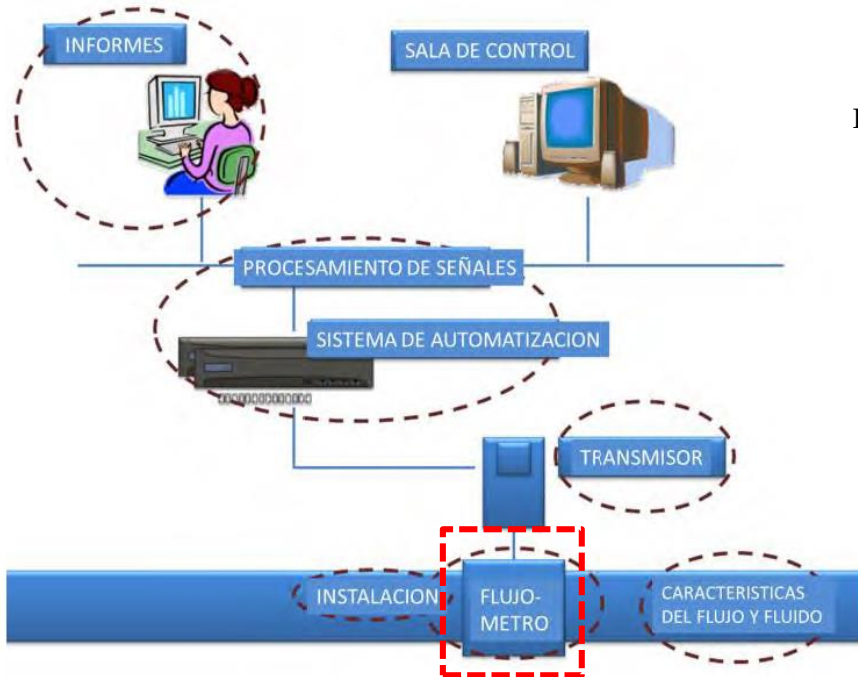 INFORMES
SALA DE CONTROL
PROCESAMIENTO DE SEÑALES
SISTEMA DE AUTOMATIZACION
TRANSMISOR
INSTALACION
FLUJO-
METRO
CARACTERISTICAS
DEL FLUJO Y FLUIDO